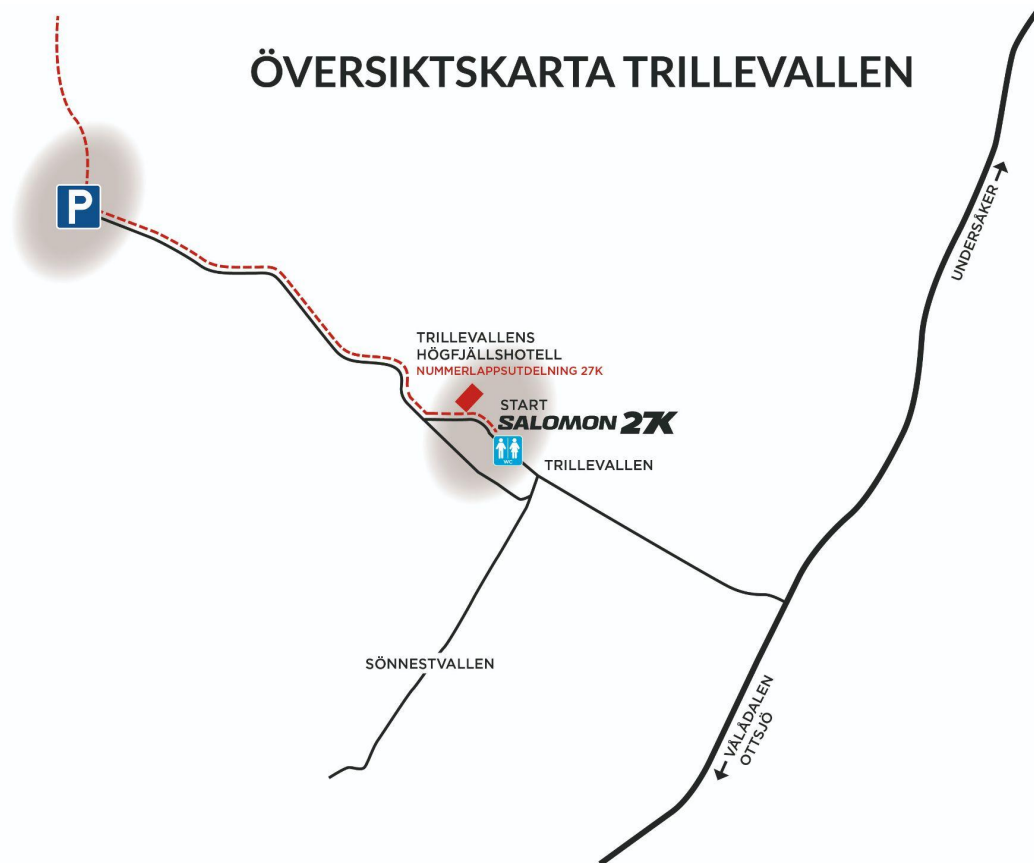 ÖVERSIKTSKARTA TRILLEVALLEN
P
UNDERSÅKER
TRILLEVALLENS
HÖGFJÄLLSHOTELL
NUMMERLAPPSUTDELNING 27K
START
SALOMON 27K
WC
TRILLEVALLEN
SÖNNESTVALLEN
VÅLÅDALEN
OTTSJÖ